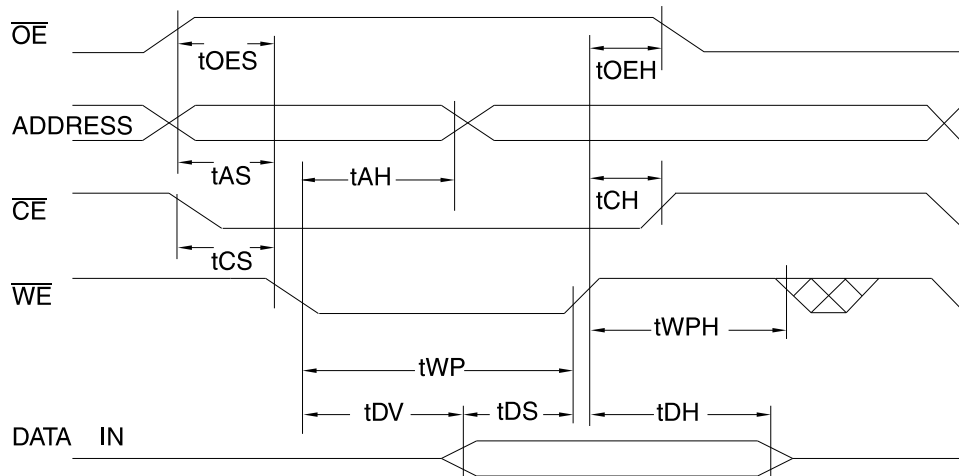 OE
tOES
tOEH
ADDRESS
tAS
tAH
tCH
CE
tCS
WE
tWPH
tWP
tDV
tDS
tDH
DATA IN